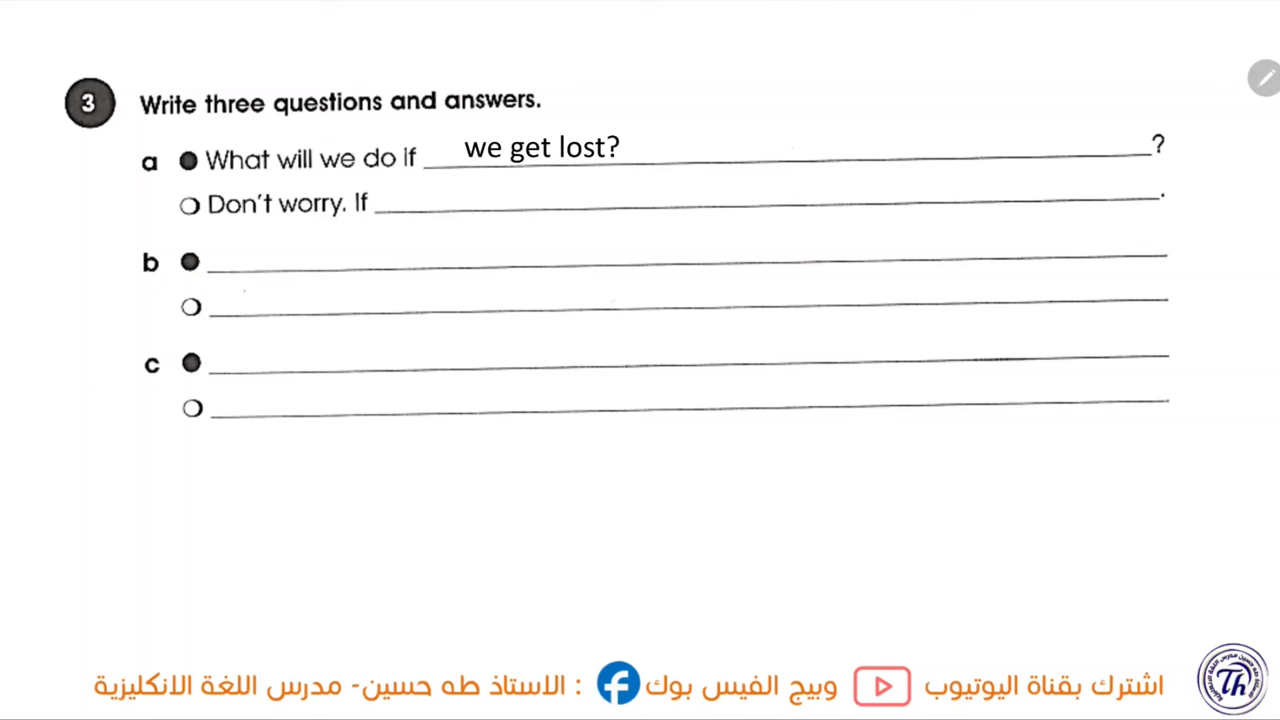 3 Write three questions and answers.
a ● What will we do if we get lost? ?
○ Don't worry. If .
b ●
○
c ●
○
اشترك بقناة اليوتيوب وبيج الفيس بوك : الاستاذ طه حسين- مدرس اللغة الانكليزية
Th